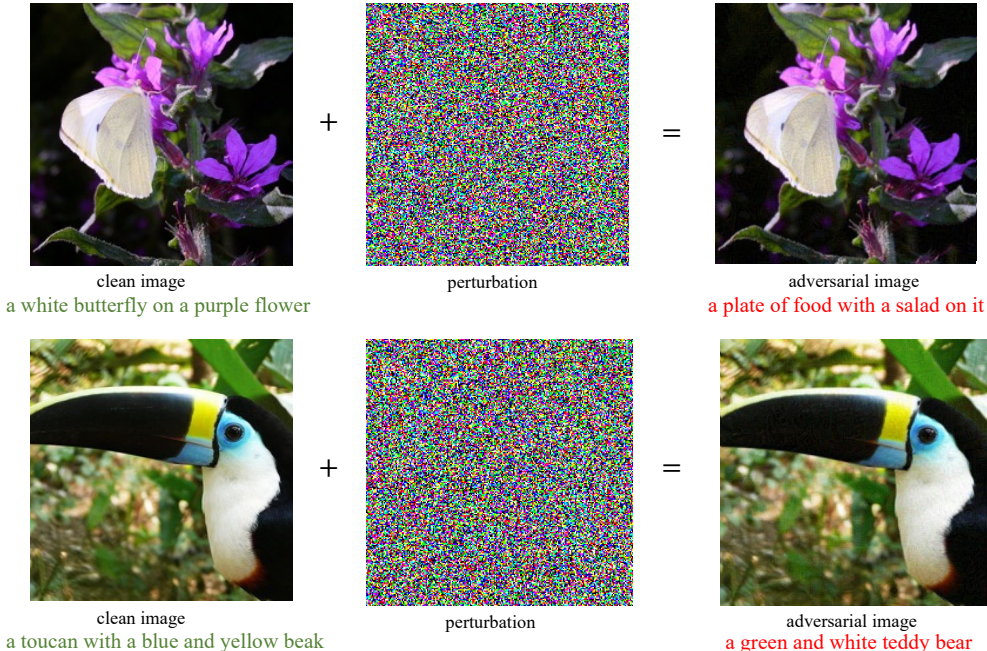 +
=
clean image
perturbation
adversarial image
a white butterfly on a purple flower
a plate of food with a salad on it
+
=
clean image
perturbation
adversarial image
a toucan with a blue and yellow beak
a green and white teddy bear